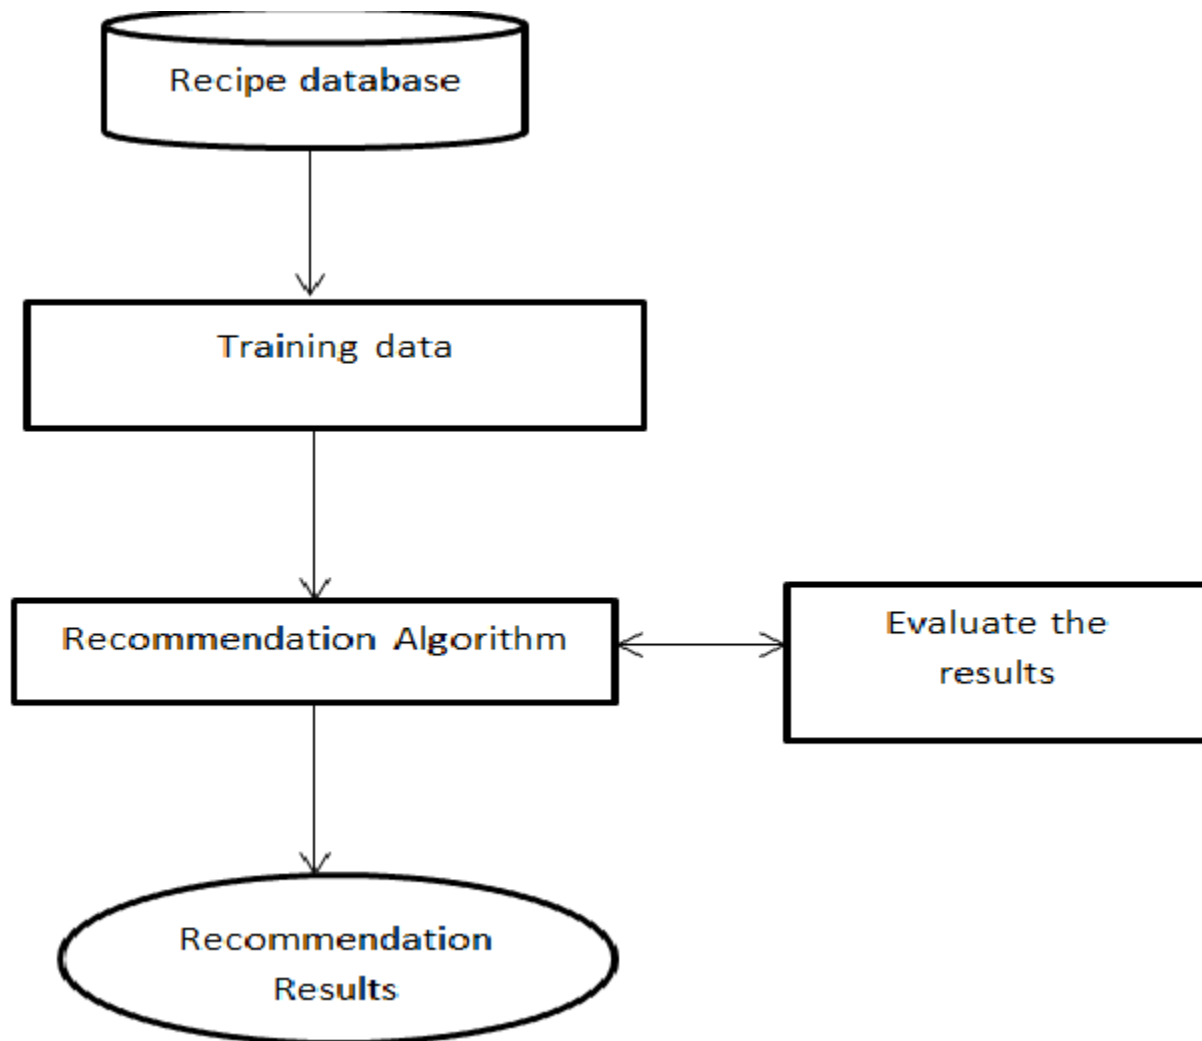 Recipe database
Training data
Recommendation Algorithm
Evaluate the
results
Recommendation
Results